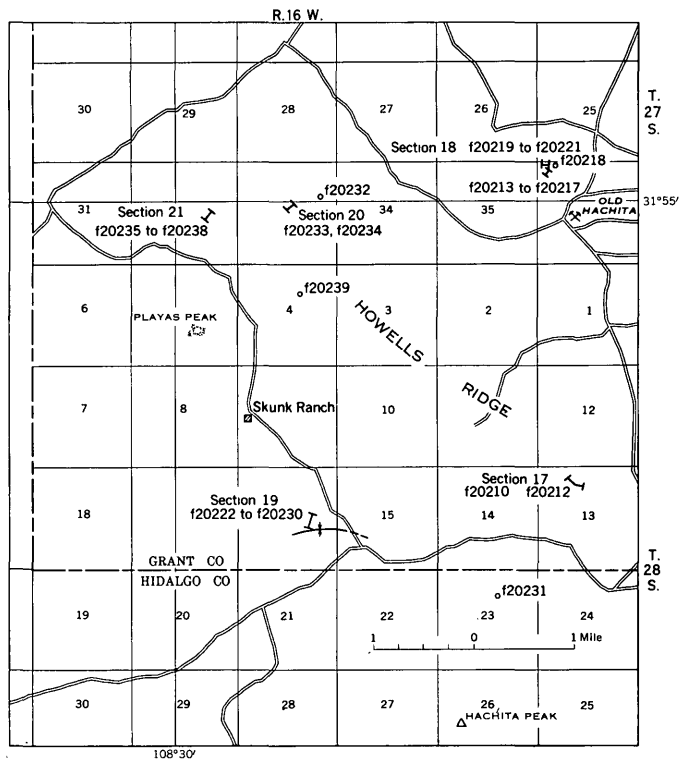 R. 16 W.
30
29
28
27
26
25
T.
27
S.
Section 18
f20219 to f20221
f20218
f20213 to f20217
31
Section 21
f20235 to f20238
f20232
Section 20
f20233, f20234
34
35
OLD
HACHITA
31°55'
6
PLAYAS PEAK
f20239
4
3
2
1
HOWELLS
RIDGE
7
8
Skunk Ranch
10
12
18
Section 19
f20222 to f20230
15
14
Section 17
f20210 f20212
13
GRANT CO
HIDALGO CO
T.
28
S.
19
20
21
22
f20231
23
24
1 0 1 Mile
30
29
28
27
26
25
HACHITA PEAK
108°30'